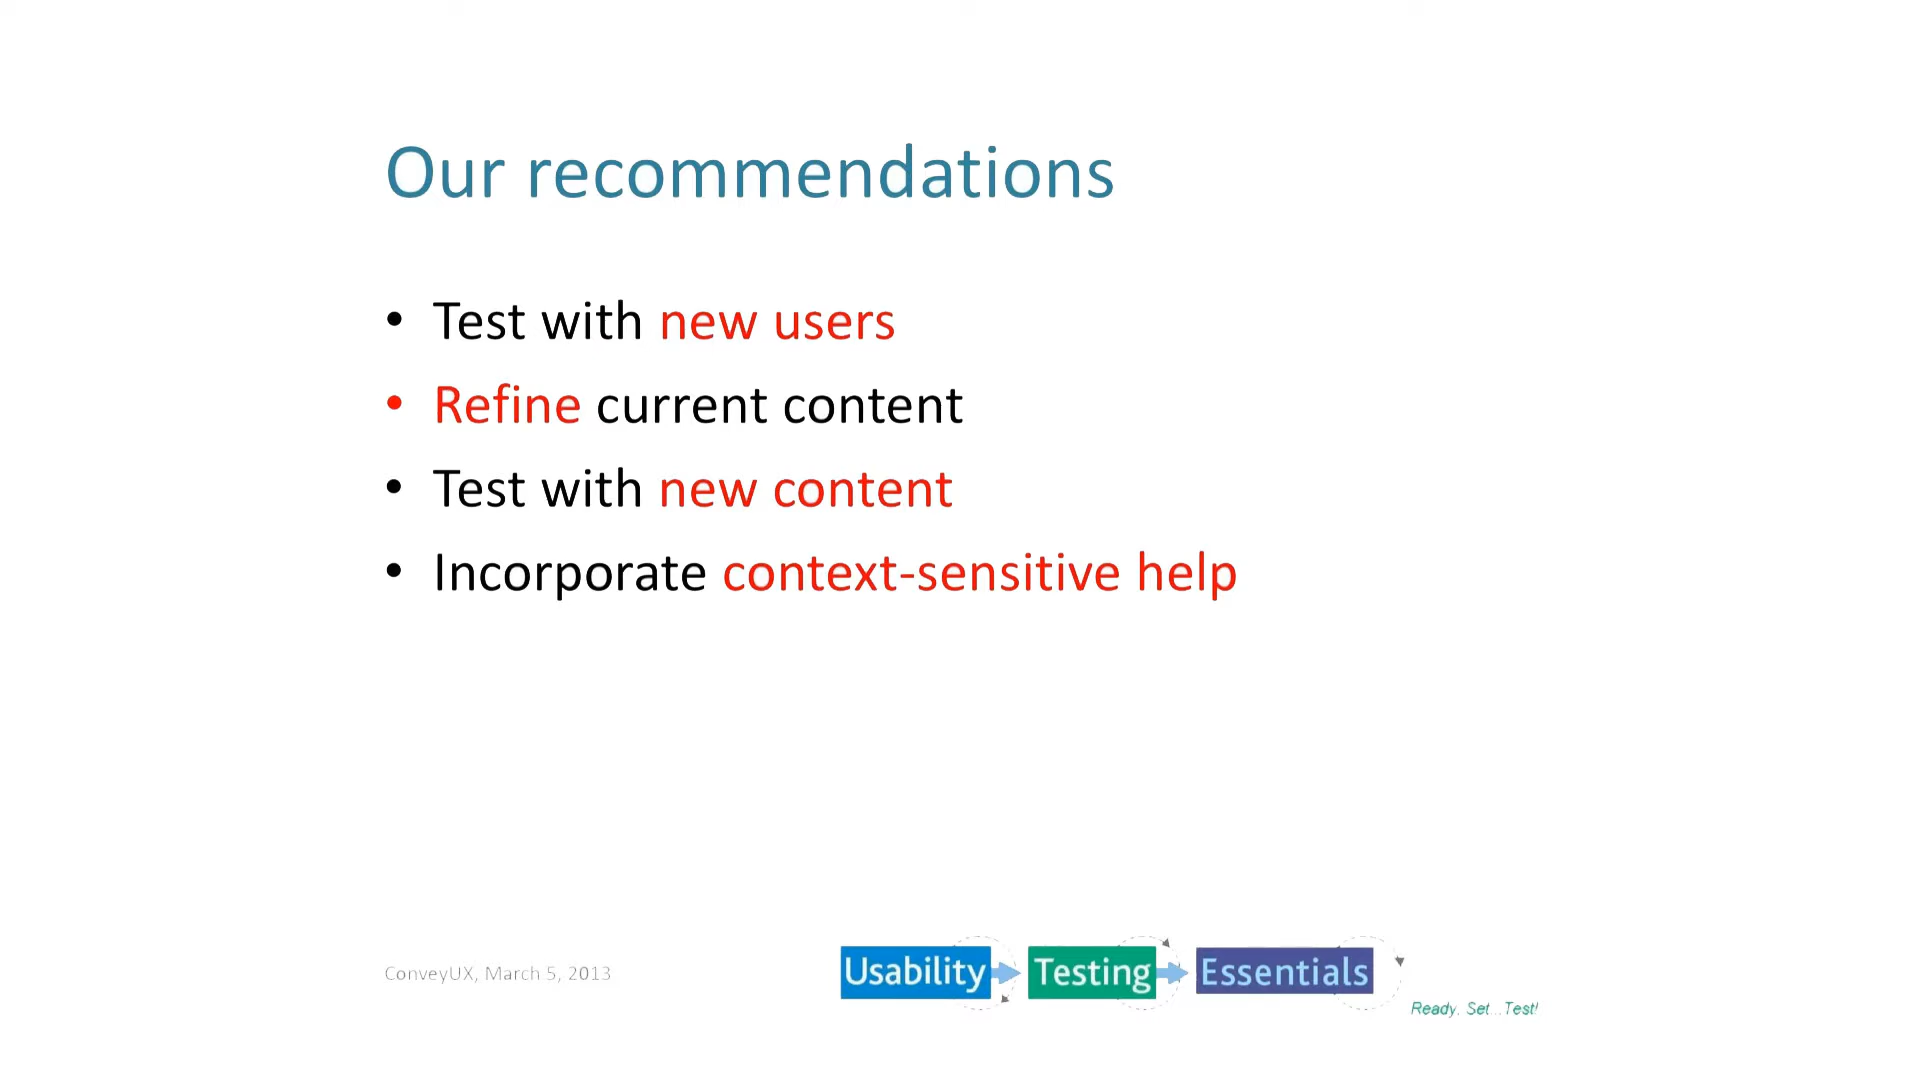 Our recommendations
• Test with new users
• Refine current content
• Test with new content
• Incorporate context-sensitive help
ConveyUX, March 5, 2013
Usability Testing Essentials
Ready, Set...Test!